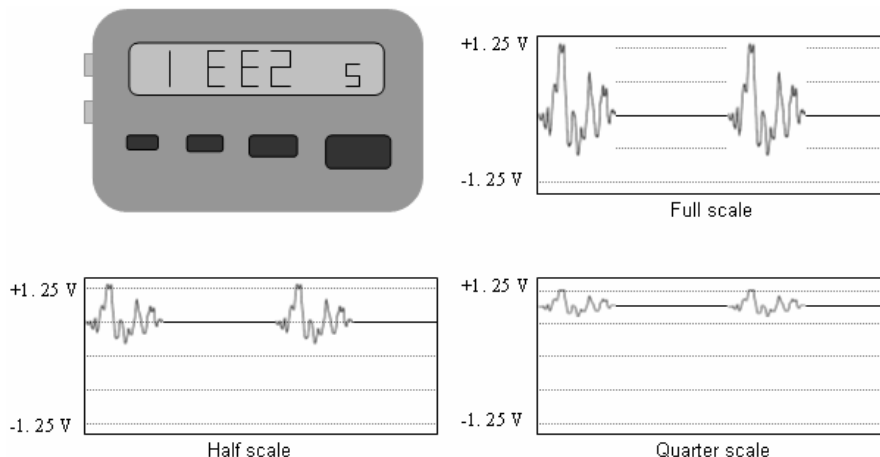 1 EE2 s
+1.25 V
-1.25 V
Full scale
+1.25 V
-1.25 V
Half scale
+1.25 V
-1.25 V
Quarter scale